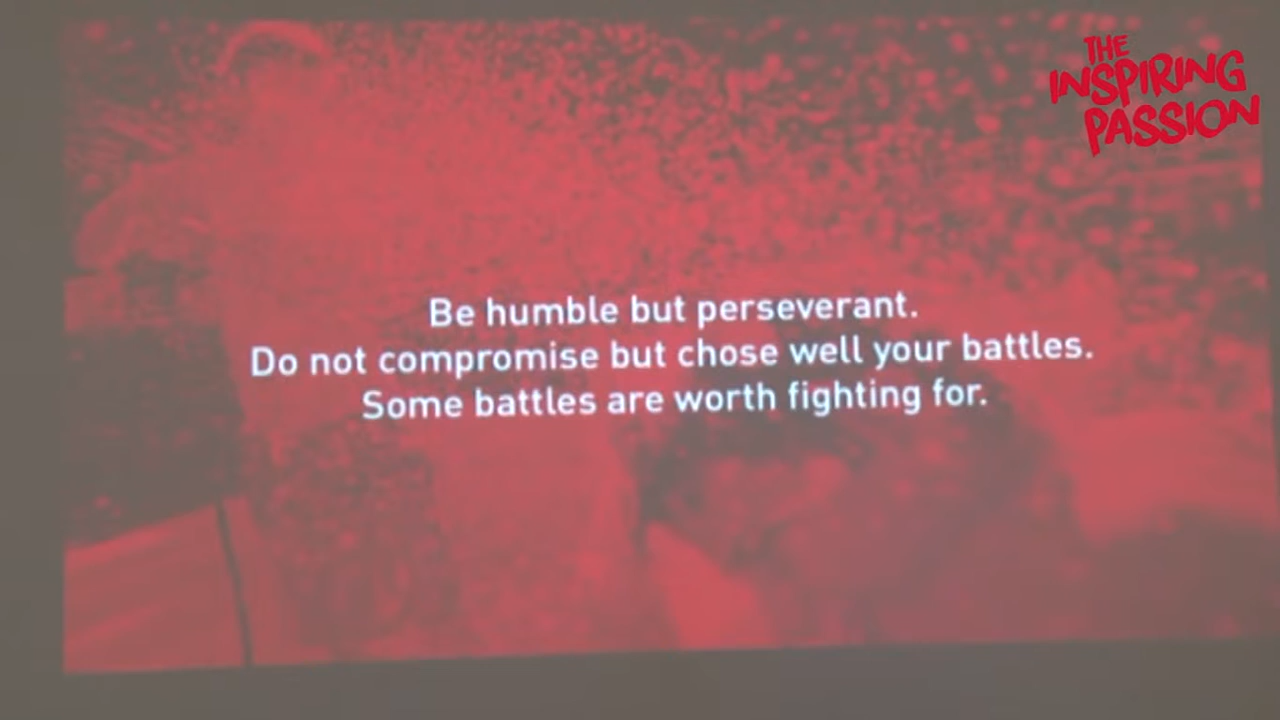 THE
INSPIRING
PASSION
Be humble but perseverant.
Do not compromise but chose well your battles.
Some battles are worth fighting for.